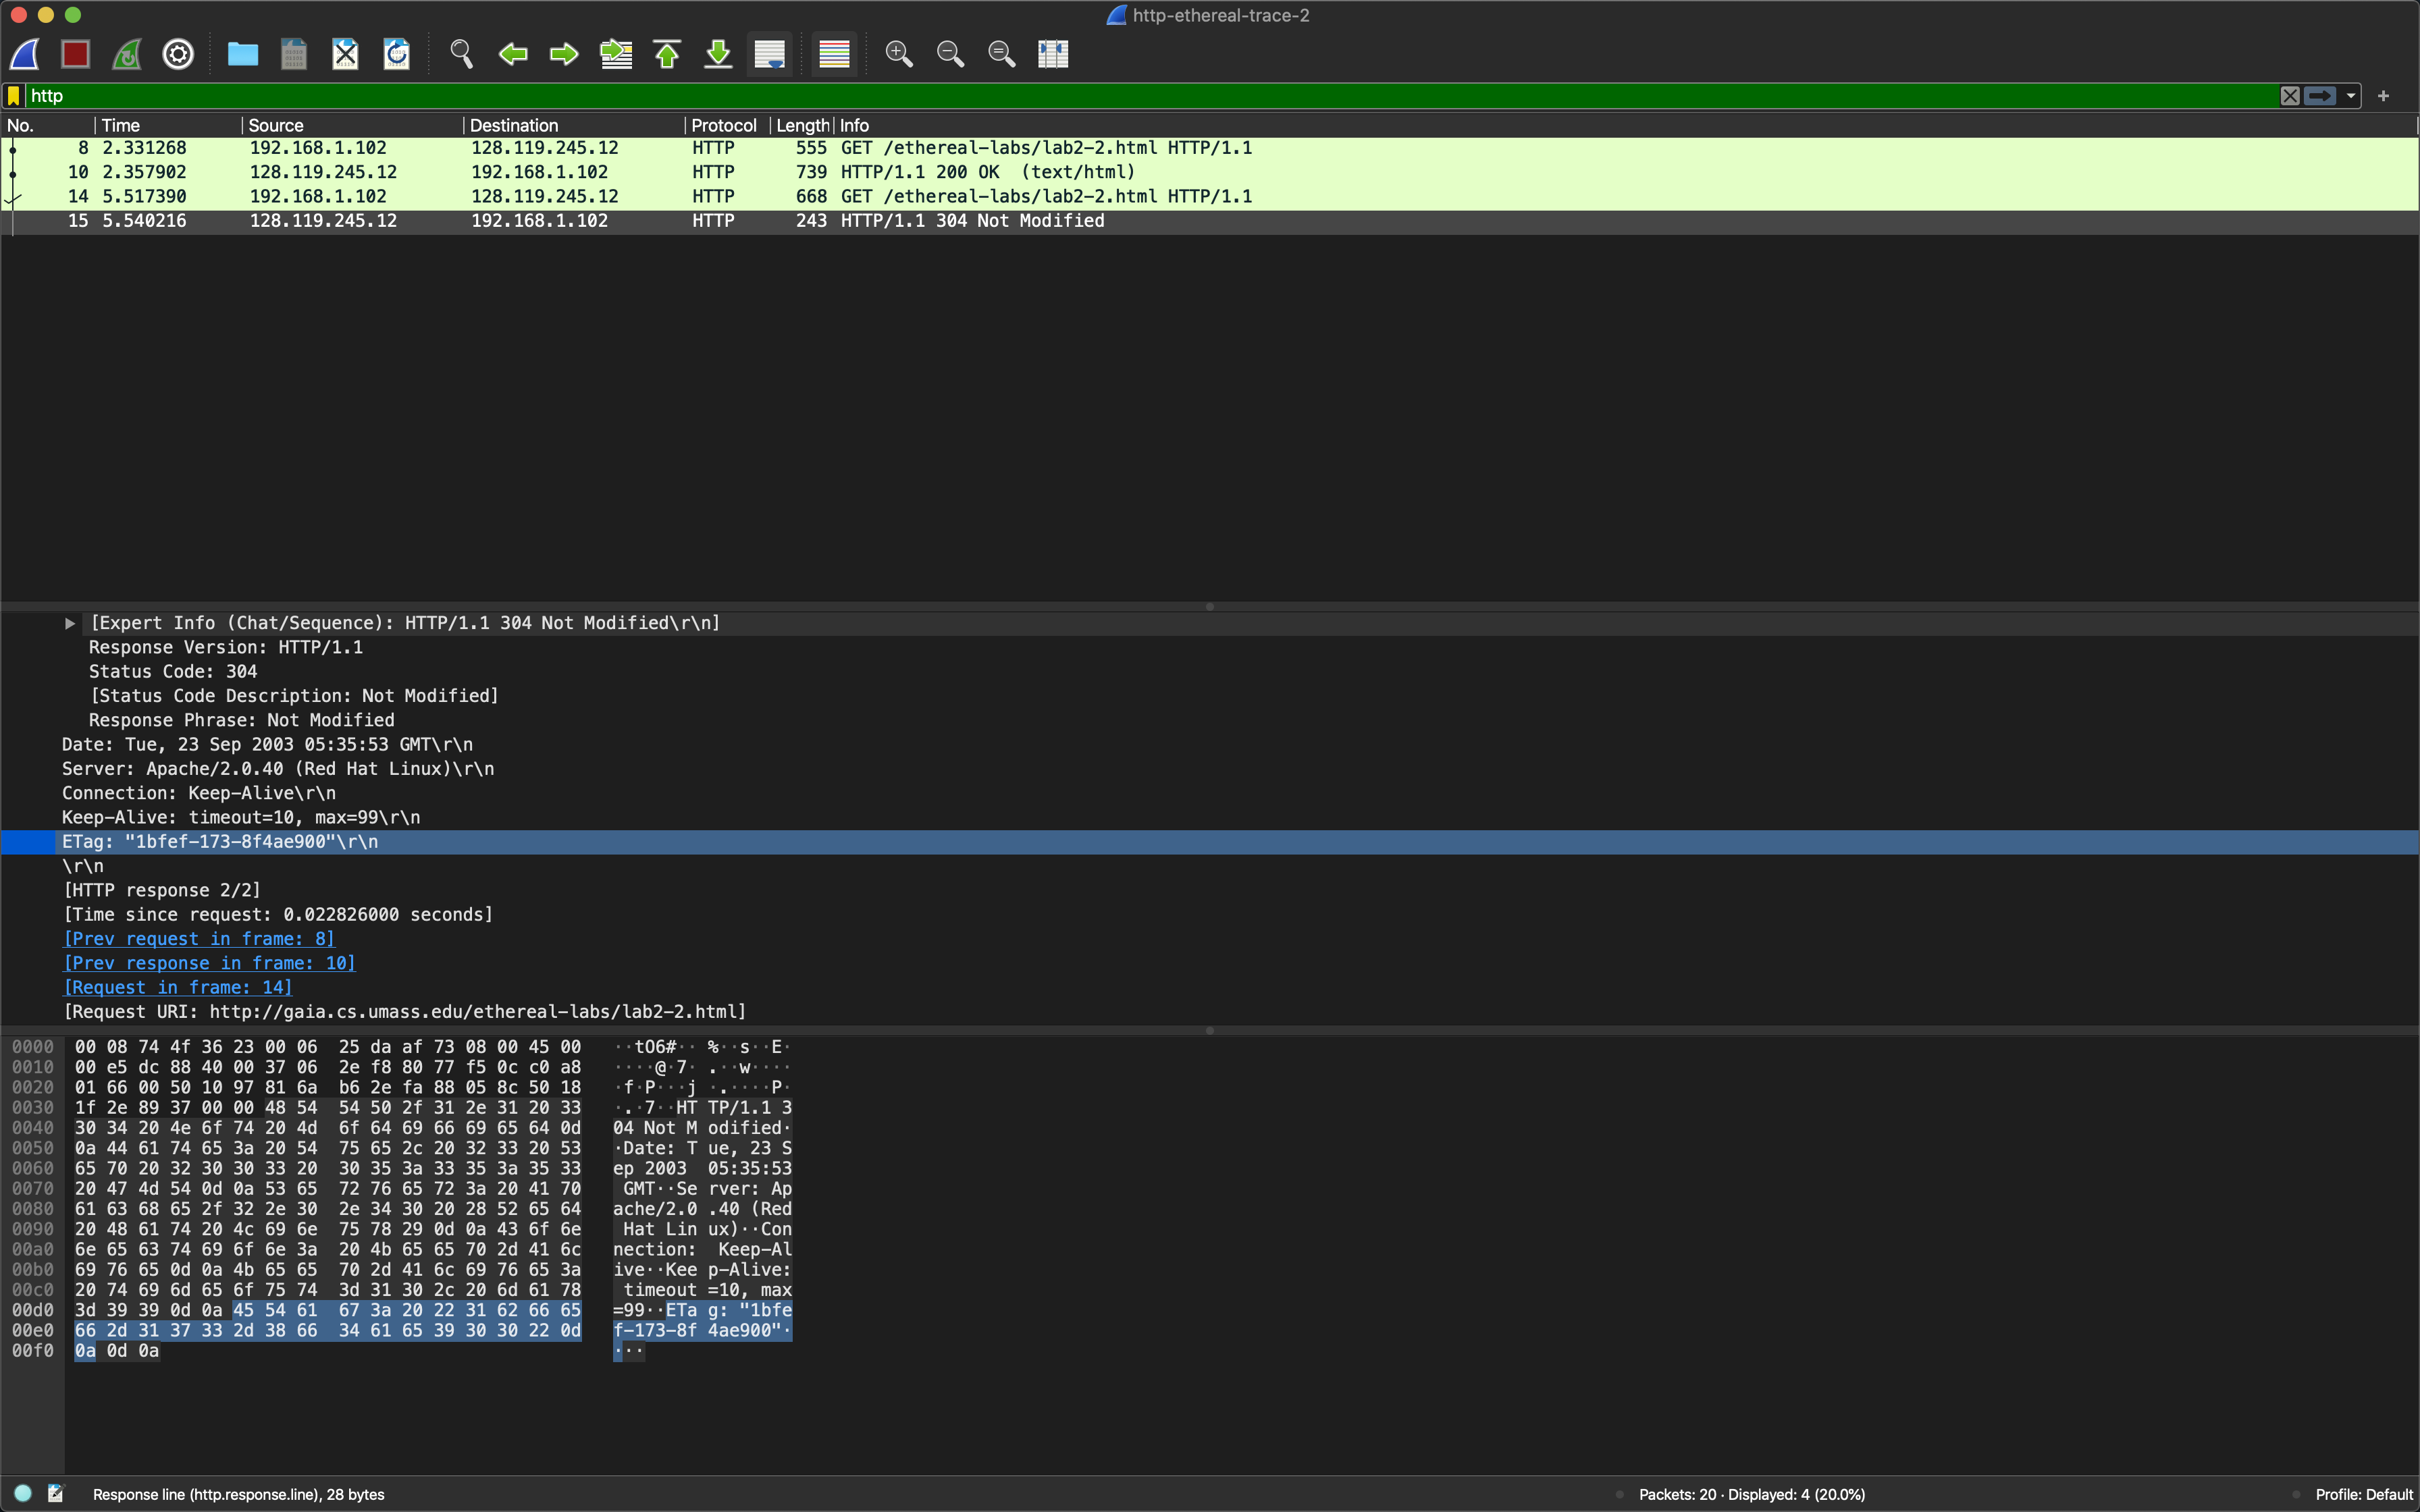 http-ethereal-trace-2
http
No. Time Source Destination Protocol Length Info
8 2.331268 192.168.1.102 128.119.245.12 HTTP 555 GET /ethereal-labs/lab2-2.html HTTP/1.1
10 2.357902 128.119.245.12 192.168.1.102 HTTP 739 HTTP/1.1 200 OK  (text/html)
14 5.517390 192.168.1.102 128.119.245.12 HTTP 668 GET /ethereal-labs/lab2-2.html HTTP/1.1
15 5.540216 128.119.245.12 192.168.1.102 HTTP 243 HTTP/1.1 304 Not Modified
[Expert Info (Chat/Sequence): HTTP/1.1 304 Not Modified\r\n]
Response Version: HTTP/1.1
Status Code: 304
[Status Code Description: Not Modified]
Response Phrase: Not Modified
Date: Tue, 23 Sep 2003 05:35:53 GMT\r\n
Server: Apache/2.0.40 (Red Hat Linux)\r\n
Connection: Keep-Alive\r\n
Keep-Alive: timeout=10, max=99\r\n
ETag: "1bfef-173-8f4ae900"\r\n
\r\n
[HTTP response 2/2]
[Time since request: 0.022826000 seconds]
[Prev request in frame: 8]
[Prev response in frame: 10]
[Request in frame: 14]
[Request URI: http://gaia.cs.umass.edu/ethereal-labs/lab2-2.html]
0000 00 08 74 4f 36 23 00 06 25 da af 73 08 00 45 00 ··tO6#·· %··s··E·
0010 00 e5 dc 88 40 00 37 06 2e f8 80 77 f5 0c c0 a8 ····@·7· .··w····
0020 01 66 00 50 10 97 81 6a b6 2e fa 88 05 8c 50 18 ·f·P···j ·.····P·
0030 1f 2e 89 37 00 00 48 54 54 50 2f 31 2e 31 20 33 ·.·7··HT TP/1.1 3
0040 30 34 20 4e 6f 74 20 4d 6f 64 69 66 69 65 64 0d 04 Not M odified·
0050 0a 44 61 74 65 3a 20 54 75 65 2c 20 32 33 20 53 ·Date: T ue, 23 S
0060 65 70 20 32 30 30 33 20 30 35 3a 33 35 3a 35 33 ep 2003  05:35:53
0070 20 47 4d 54 0d 0a 53 65 72 76 65 72 3a 20 41 70 GMT··Se rver: Ap
0080 61 63 68 65 2f 32 2e 30 2e 34 30 20 28 52 65 64 ache/2.0 .40 (Red
0090 20 48 61 74 20 4c 69 6e 75 78 29 0d 0a 43 6f 6e Hat Lin ux)··Con
00a0 6e 65 63 74 69 6f 6e 3a 20 4b 65 65 70 2d 41 6c nection:  Keep-Al
00b0 69 76 65 0d 0a 4b 65 65 70 2d 41 6c 69 76 65 3a ive··Kee p-Alive:
00c0 20 74 69 6d 65 6f 75 74 3d 31 30 2c 20 6d 61 78 timeout =10, max
00d0 3d 39 39 0d 0a 45 54 61 67 3a 20 22 31 62 66 65 =99··ETa g: "1bfe
00e0 66 2d 31 37 33 2d 38 66 34 61 65 39 30 30 22 0d f-173-8f 4ae900"·
00f0 0a 0d 0a ···
Response line (http.response.line), 28 bytes
Packets: 20 · Displayed: 4 (20.0%)
Profile: Default